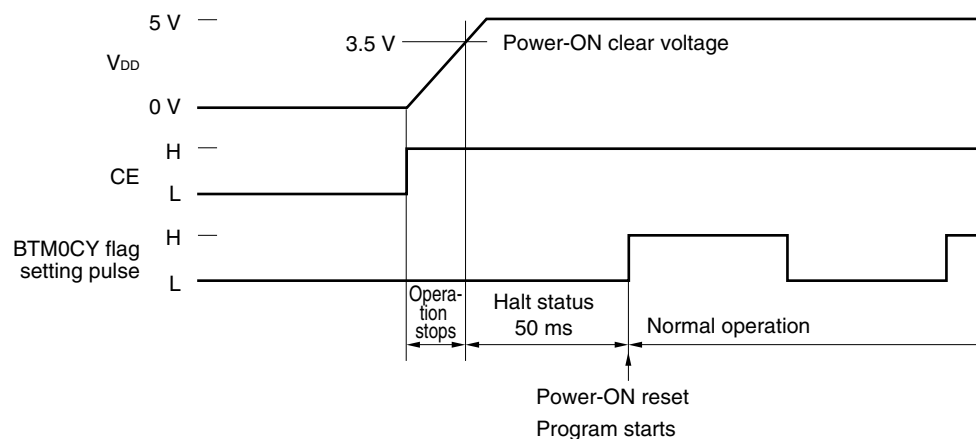 5 V
3.5 V
Power-ON clear voltage
VDD
0 V
H
CE
L
H
BTM0CY flag
setting pulse
L
Opera-
tion
stops
Halt status
50 ms
Normal operation
Power-ON reset
Program starts